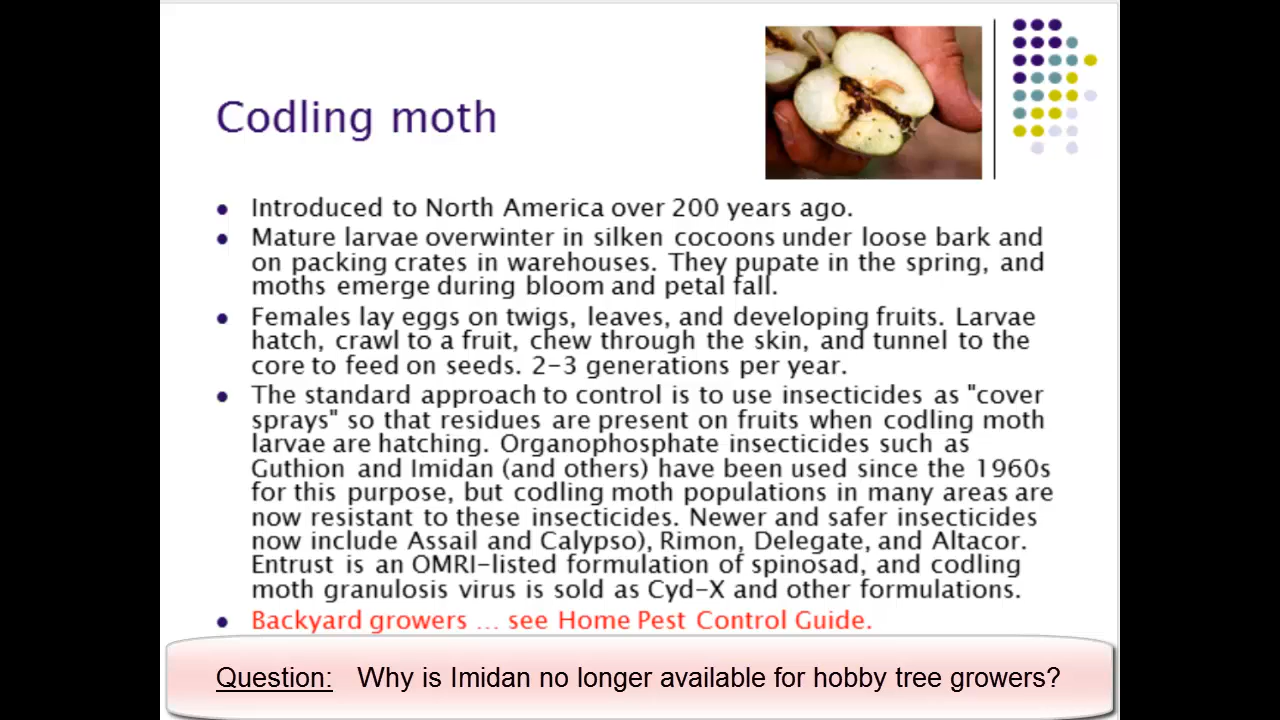 Codling moth
• Introduced to North America over 200 years ago.
• Mature larvae overwinter in silken cocoons under loose bark and
on packing crates in warehouses. They pupate in the spring, and
moths emerge during bloom and petal fall.
• Females lay eggs on twigs, leaves, and developing fruits. Larvae
hatch, crawl to a fruit, chew through the skin, and tunnel to the
core to feed on seeds. 2-3 generations per year.
• The standard approach to control is to use insecticides as "cover
sprays" so that residues are present on fruits when codling moth
larvae are hatching. Organophosphate insecticides such as
Guthion and Imidan (and others) have been used since the 1960s
for this purpose, but codling moth populations in many areas are
now resistant to these insecticides. Newer and safer insecticides
now include Assail and Calypso), Rimon, Delegate, and Altacor.
Entrust is an OMRI-listed formulation of spinosad, and codling
moth granulosis virus is sold as Cyd-X and other formulations.
• Backyard growers ... see Home Pest Control Guide.
Question: Why is Imidan no longer available for hobby tree growers?